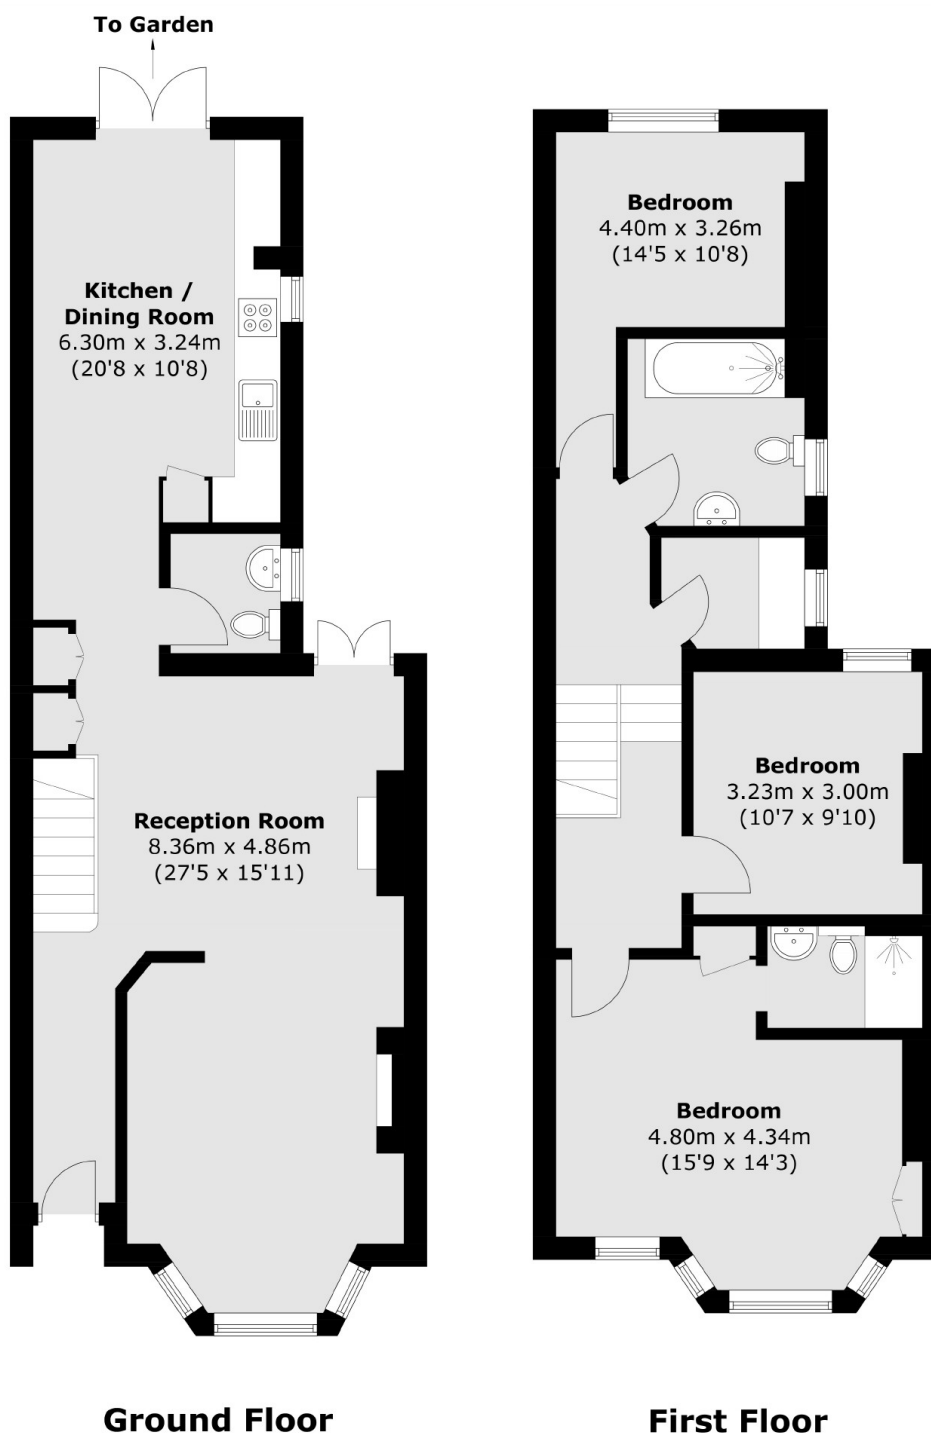 To Garden
Kitchen /
Dining Room
6.30m x 3.24m
(20'8 x 10'8)
Reception Room
8.36m x 4.86m
(27'5 x 15'11)
Ground Floor
Bedroom
4.40m x 3.26m
(14'5 x 10'8)
Bedroom
3.23m x 3.00m
(10'7 x 9'10)
Bedroom
4.80m x 4.34m
(15'9 x 14'3)
First Floor